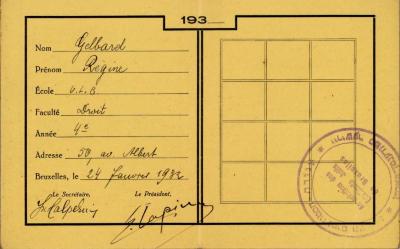 193
Nom Gelbard
Prénom Régine
École U.L.B
Faculté Droit
Année 4e
Adresse 50, av. Albert
Bruxelles, le 24 Janvier 1932
Le Secrétaire, Le Président,